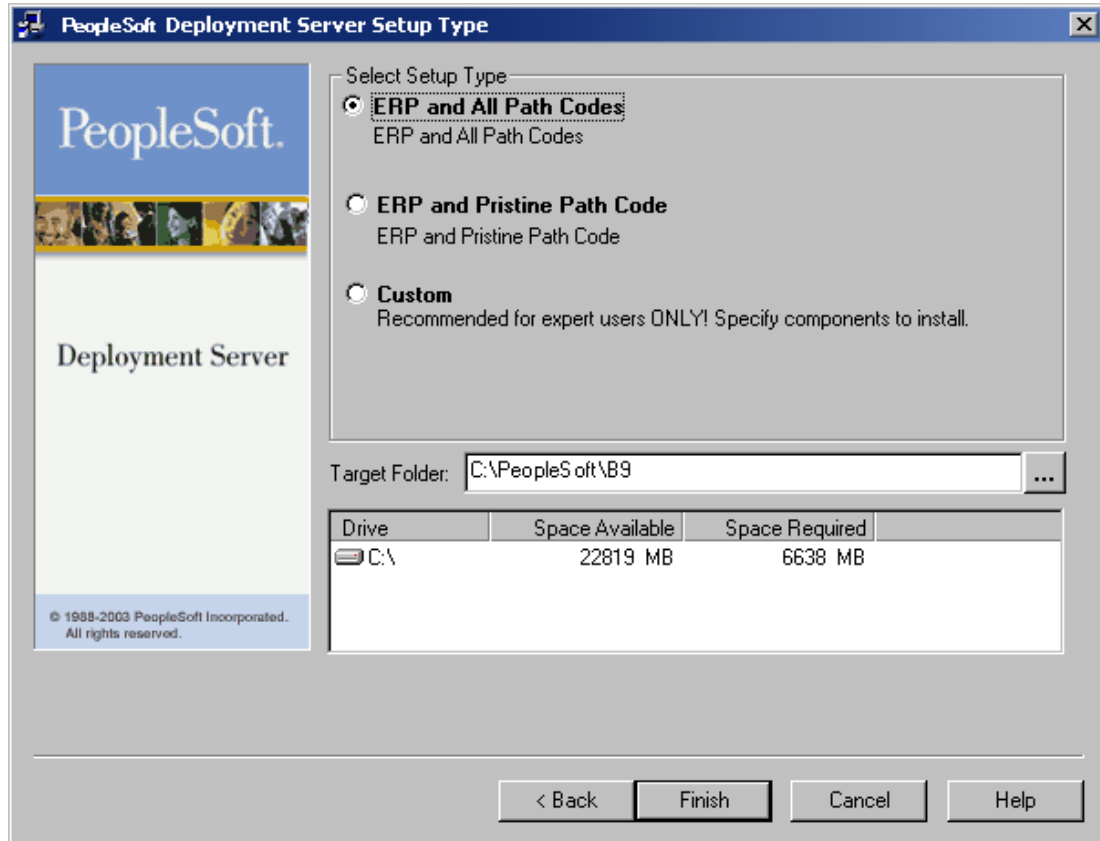 PeopleSoft Deployment Server Setup Type
PeopleSoft.
Deployment Server
© 1988-2003 PeopleSoft Incorporated.
All rights reserved.
Select Setup Type
ERP and All Path Codes
ERP and All Path Codes
ERP and Pristine Path Code
ERP and Pristine Path Code
Custom
Recommended for expert users ONLY! Specify components to install.
Target Folder: C:\PeopleSoft\B9 ...
Drive Space Available Space Required
C:\ 22819 MB 6638 MB
< Back Finish Cancel Help